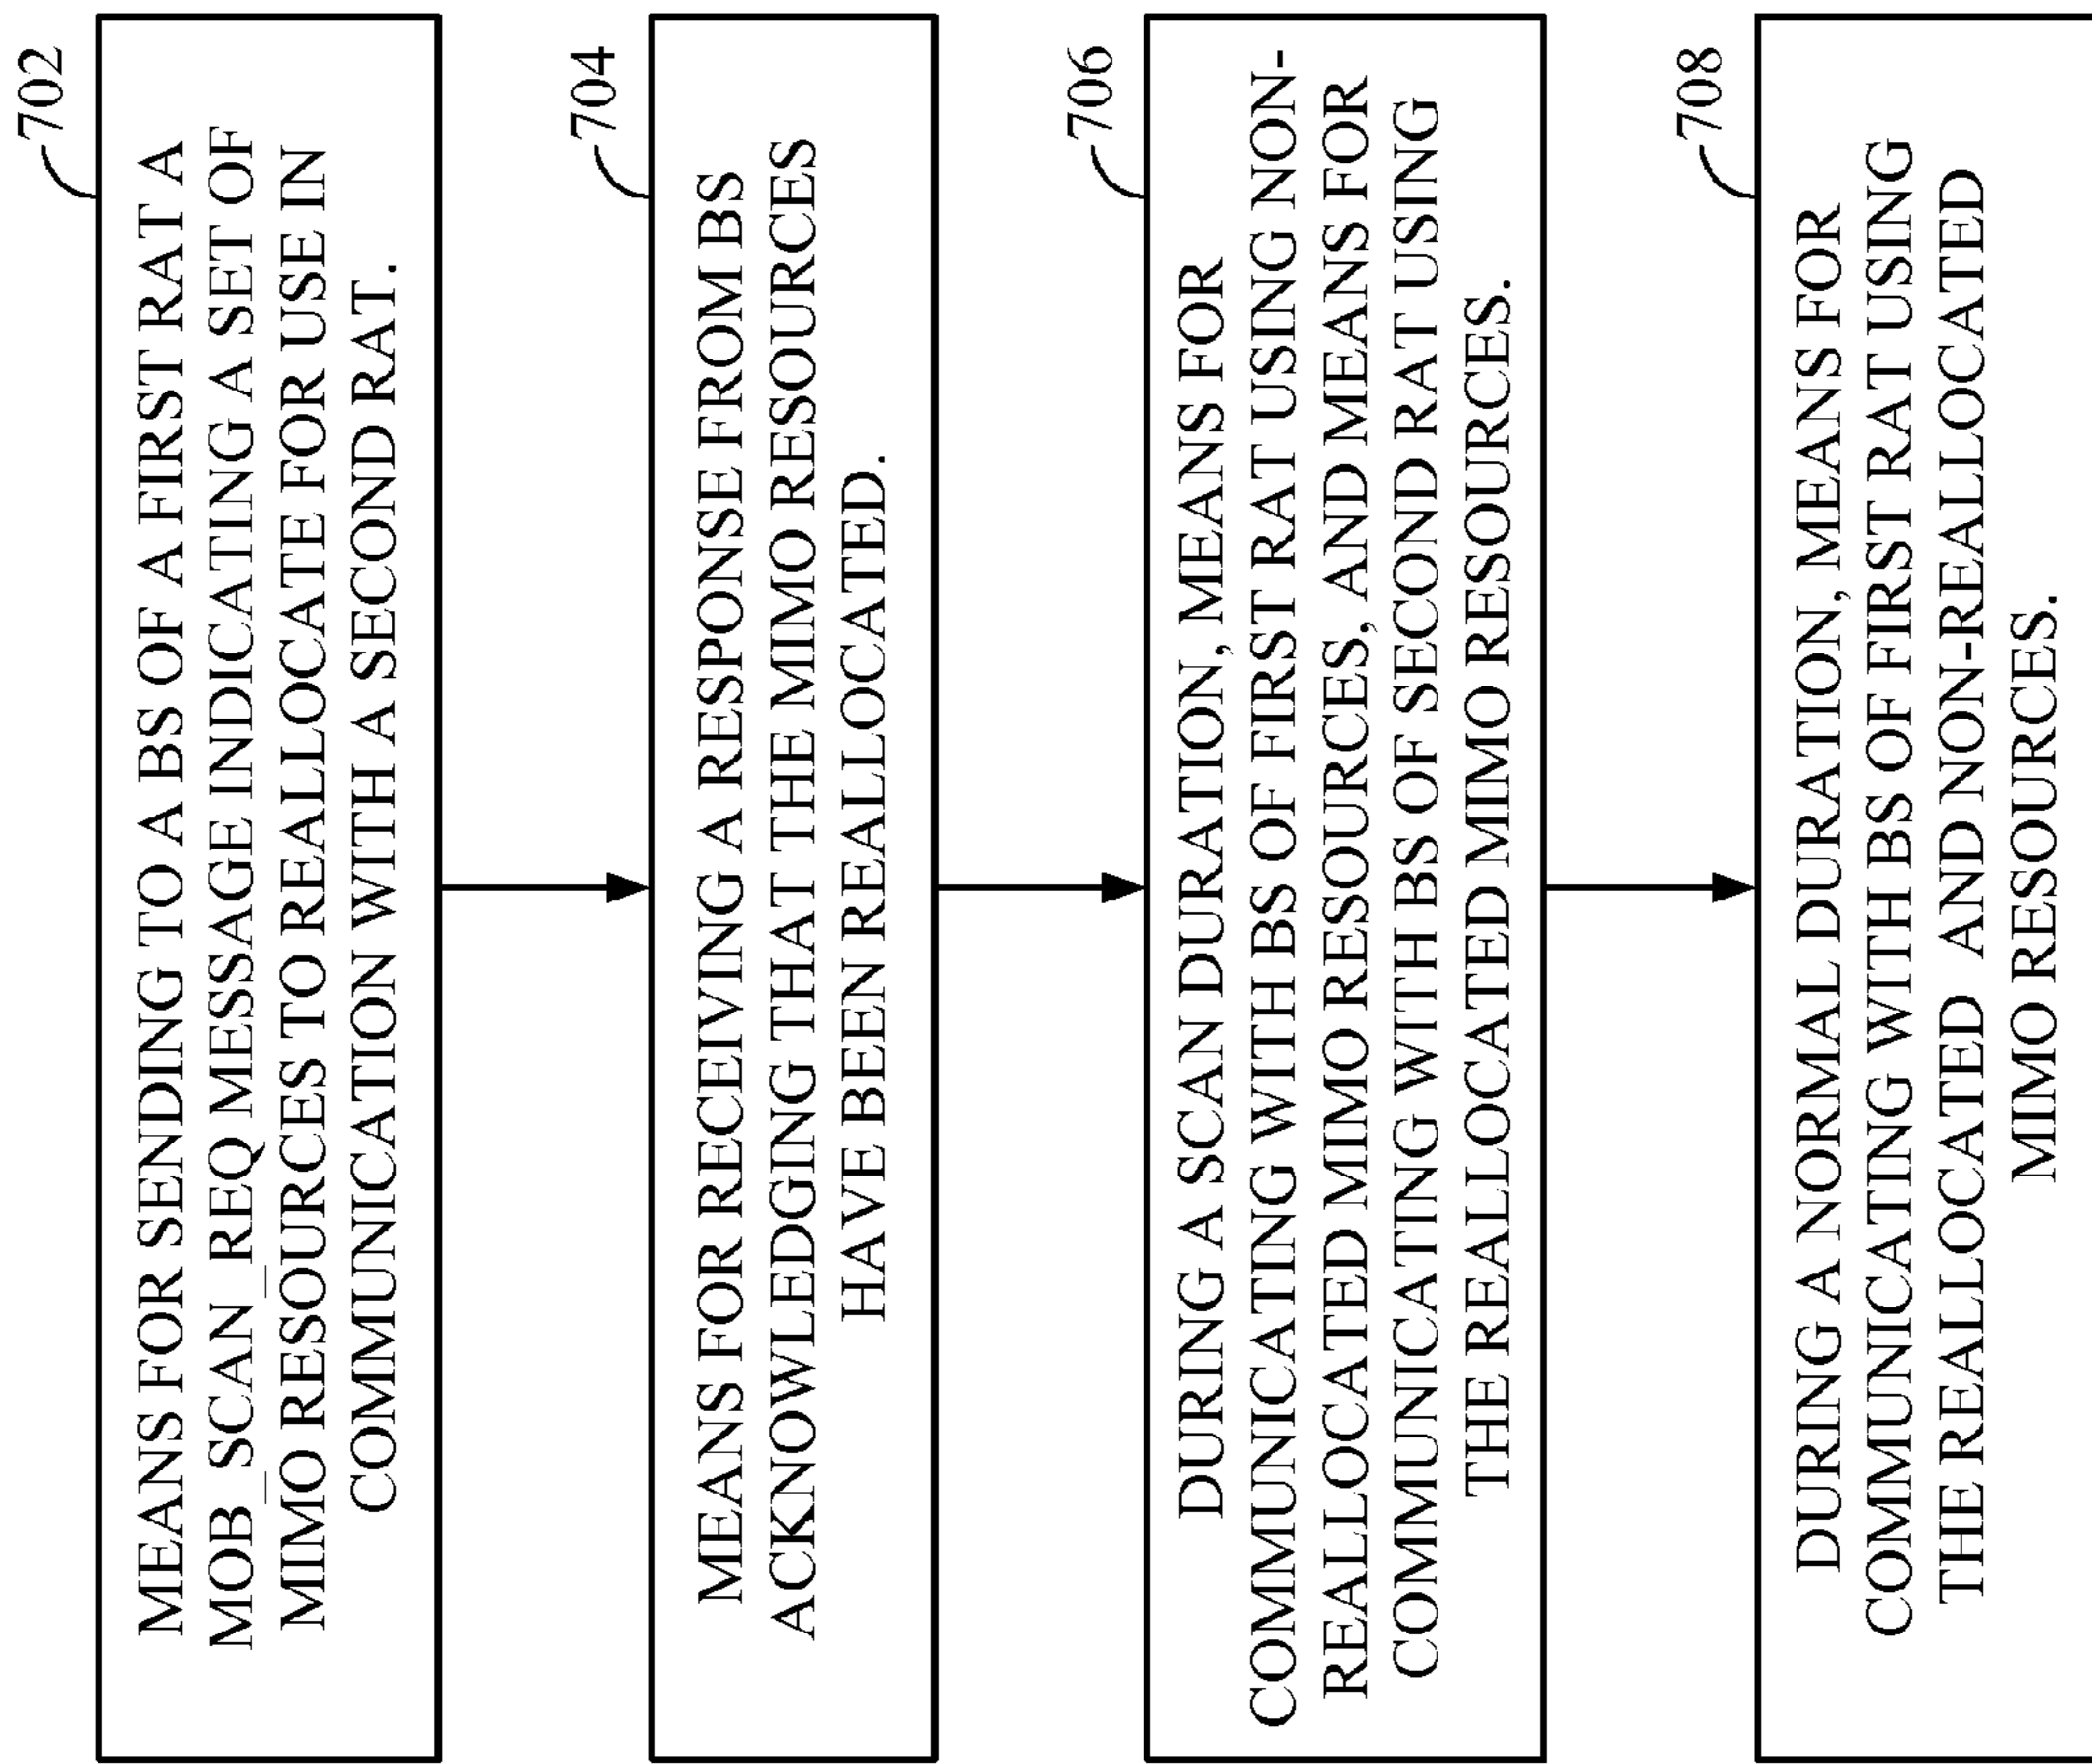 702
MEANS FOR SENDING TO A BS OF A FIRST RAT A
MOB_SCAN_REQ MESSAGE INDICATING A SET OF
MIMO RESOURCES TO REALLOCATE FOR USE IN
COMMUNICATION WITH A SECOND RAT.
704
MEANS FOR RECEIVING A RESPONSE FROM BS
ACKNOWLEDGING THAT THE MIMO RESOURCES
HAVE BEEN REALLOCATED.
706
DURING A SCAN DURATION, MEANS FOR
COMMUNICATING WITH BS OF FIRST RAT USING NON-
REALLOCATED MIMO RESOURCES, AND MEANS FOR
COMMUNICATING WITH BS OF SECOND RAT USING
THE REALLOCATED MIMO RESOURCES.
708
DURING A NORMAL DURATION, MEANS FOR
COMMUNICATING WITH BS OF FIRST RAT USING
THE REALLOCATED AND NON-REALLOCATED
MIMO RESOURCES.